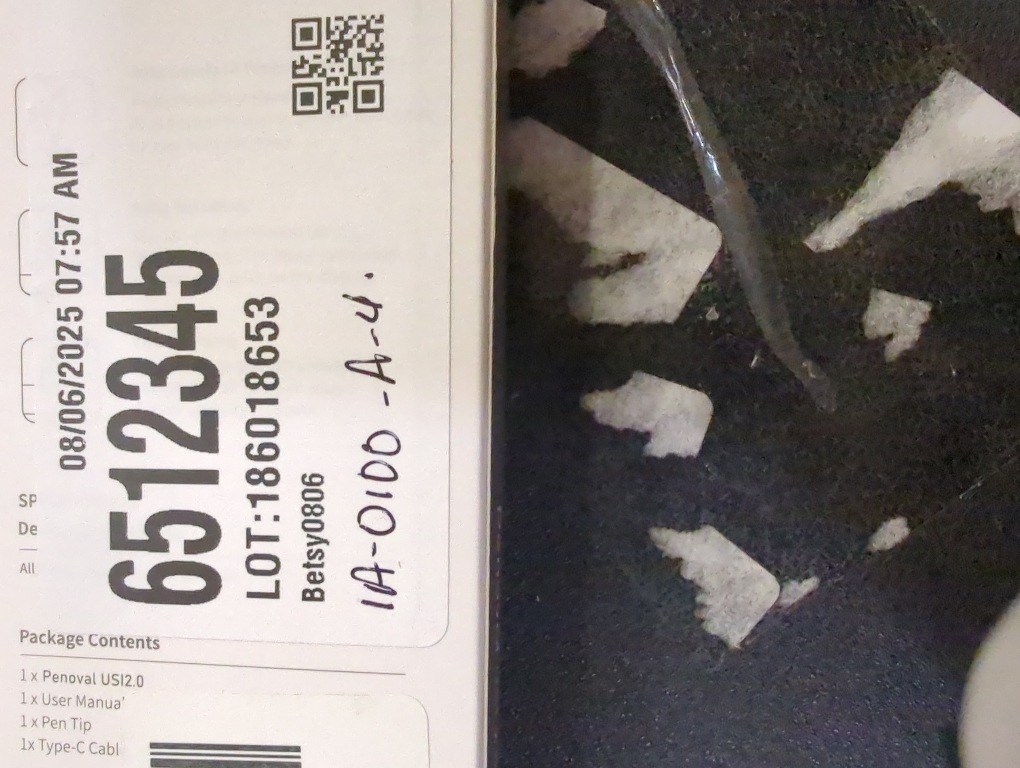 08/06/2025 07:57 AM
6512345
LOT:1860018653
Betsy0806
1A-0100-A-4.
SP
De
All
Package Contents
1 x Penoval USI2.0
1 x User Manua
1 x Pen Tip
1x Type-C Cabl